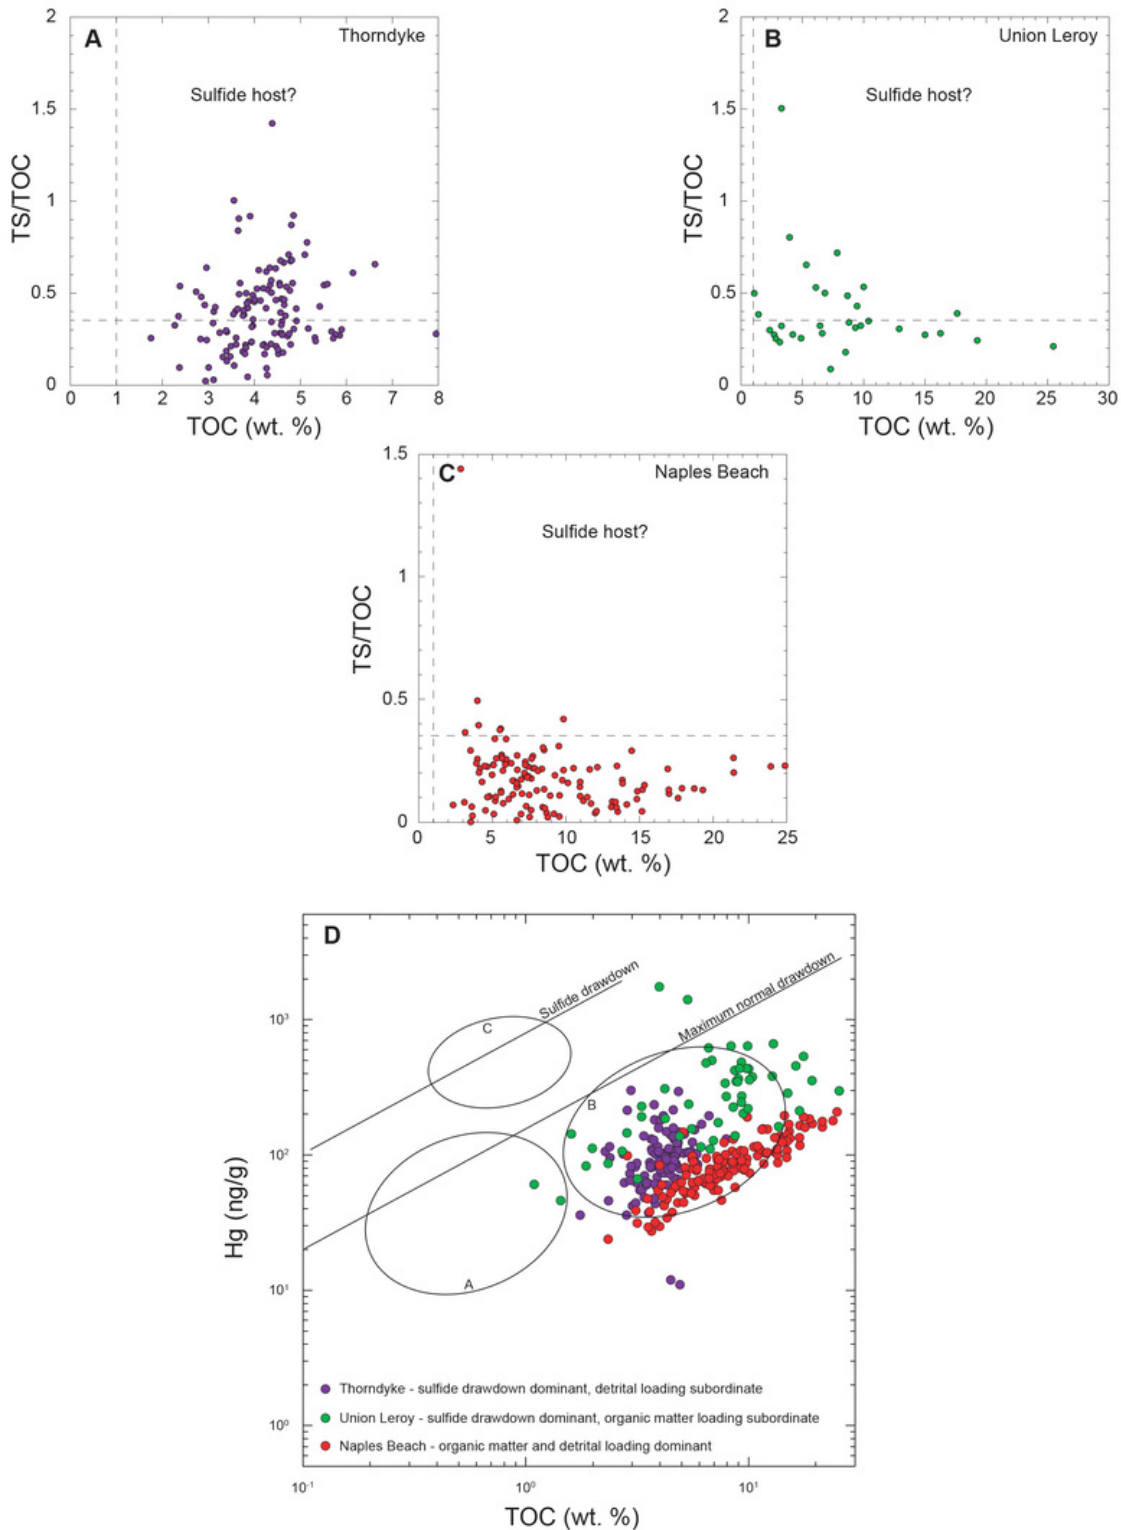 A
Thorndyke
Sulfide host?
2
1.5
1
0.5
0
TS/TOC
0 1 2 3 4 5 6 7 8
TOC (wt. %)
B
Union Leroy
Sulfide host?
2
1.5
1
0.5
0
TS/TOC
0 5 10 15 20 25 30
TOC (wt. %)
C
Naples Beach
Sulfide host?
1.5
1
0.5
0
TS/TOC
0 5 10 15 20 25
TOC (wt. %)
D
Sulfide drawdown
Maximum normal drawdown
C
B
A
10³
10²
10¹
10⁰
Hg (ng/g)
Thorndyke - sulfide drawdown dominant, detrital loading subordinate
Union Leroy - sulfide drawdown dominant, organic matter loading subordinate
Naples Beach - organic matter and detrital loading dominant
10⁻¹ 10⁰ 10¹
TOC (wt. %)